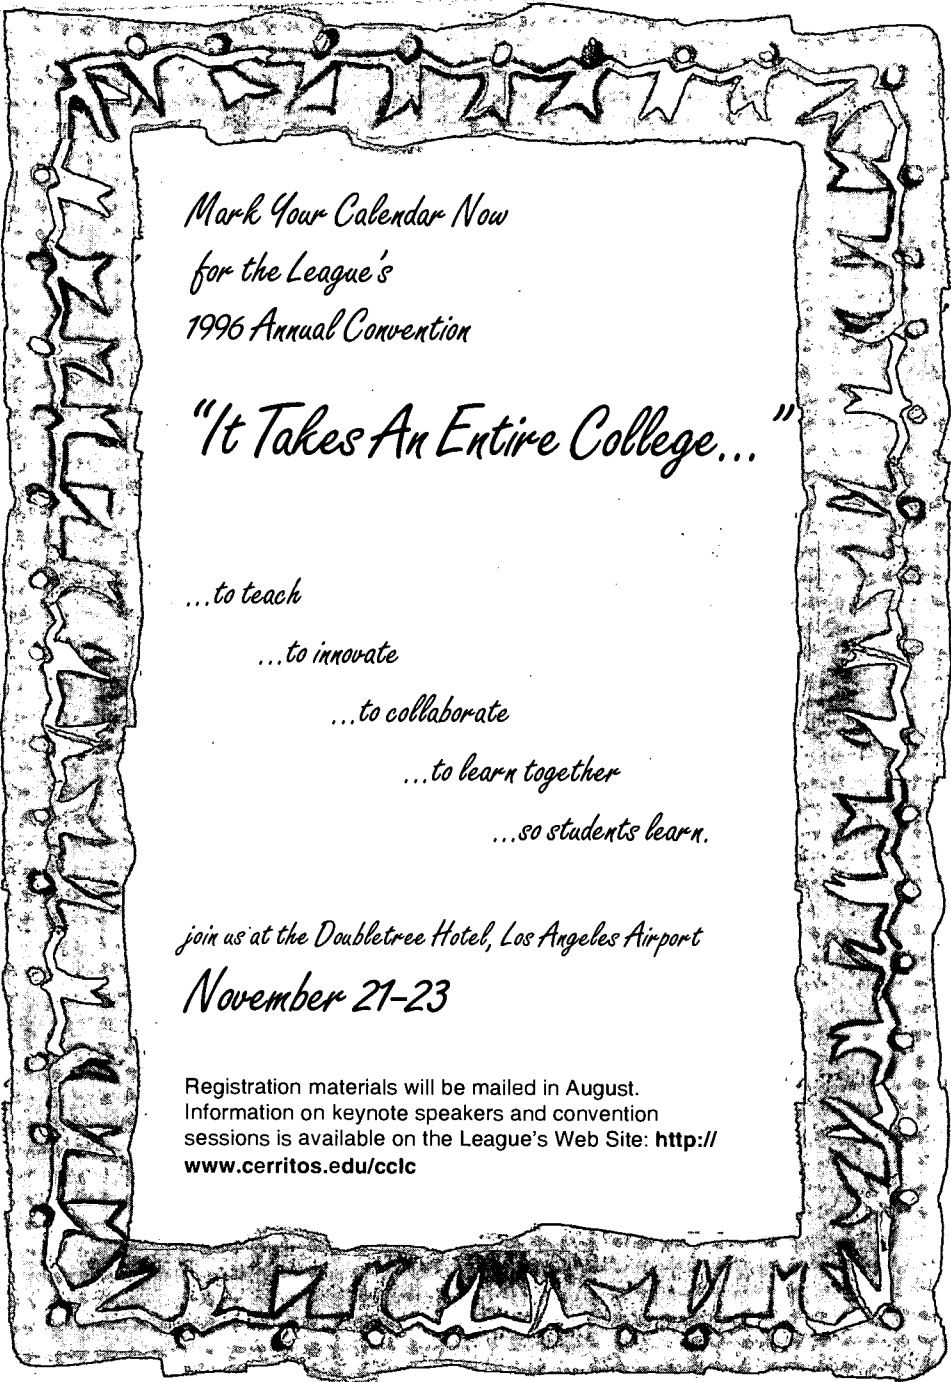 Mark Your Calendar Now
for the League's
1996 Annual Convention
"It Takes An Entire College..."
...to teach
...to innovate
...to collaborate
...to learn together
...so students learn.
join us at the Doubletree Hotel, Los Angeles Airport
November 21–23
Registration materials will be mailed in August.
Information on keynote speakers and convention
sessions is available on the League's Web Site: http://
www.cerritos.edu/cclc